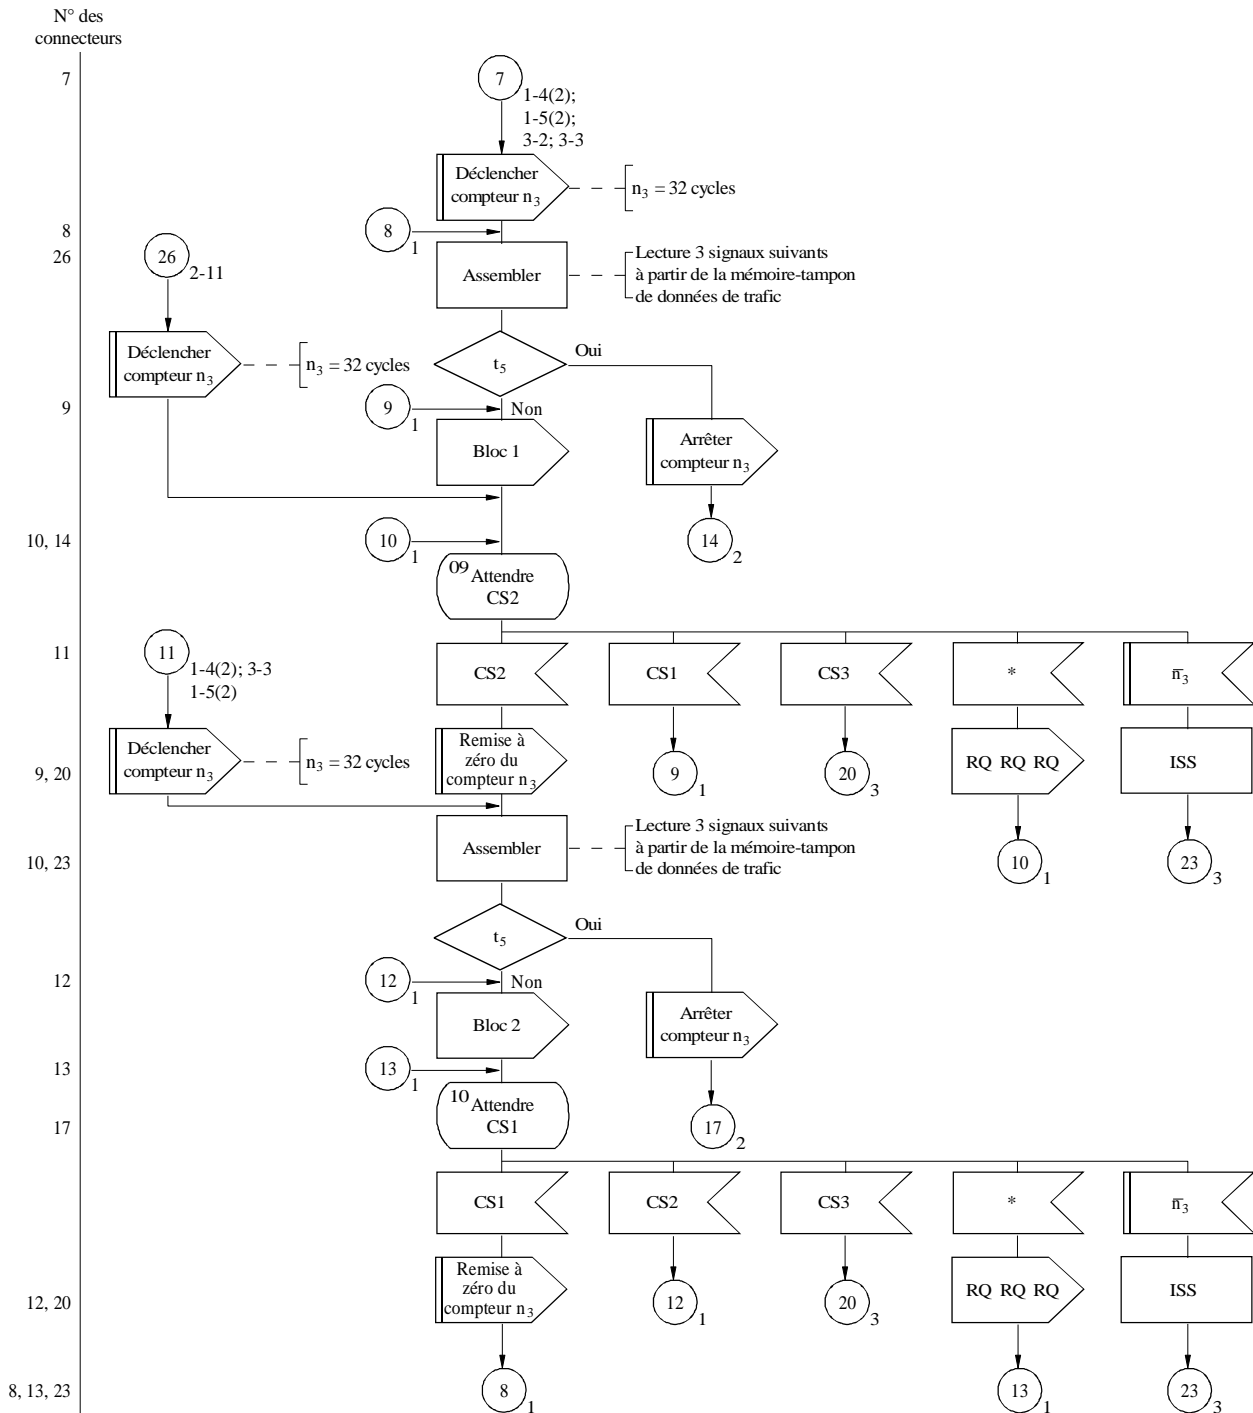 N° des
connecteurs
7
7
1-4(2);
1-5(2);
3-2; 3-3
Déclencher
compteur n3
n3 = 32 cycles
8
8
1
26
26
2-11
Assembler
Lecture 3 signaux suivants
à partir de la mémoire-tampon
de données de trafic
Déclencher
compteur n3
n3 = 32 cycles
t5
Oui
9
9
1
Non
Bloc 1
Arrêter
compteur n3
10, 14
10
1
14
2
09
Attendre
CS2
11
11
1-4(2); 3-3
1-5(2)
CS2
CS1
CS3
*
n̅3
Déclencher
compteur n3
n3 = 32 cycles
Remise à
zéro du
compteur n3
9, 20
9
1
20
3
RQ RQ RQ
ISS
Assembler
Lecture 3 signaux suivants
à partir de la mémoire-tampon
de données de trafic
10, 23
10
1
23
3
t5
Oui
12
12
1
Non
Bloc 2
Arrêter
compteur n3
13
13
1
10
Attendre
CS1
17
17
2
CS1
CS2
CS3
*
n̅3
Remise à
zéro du
compteur n3
12, 20
12
1
20
3
RQ RQ RQ
ISS
8, 13, 23
8
1
13
1
23
3